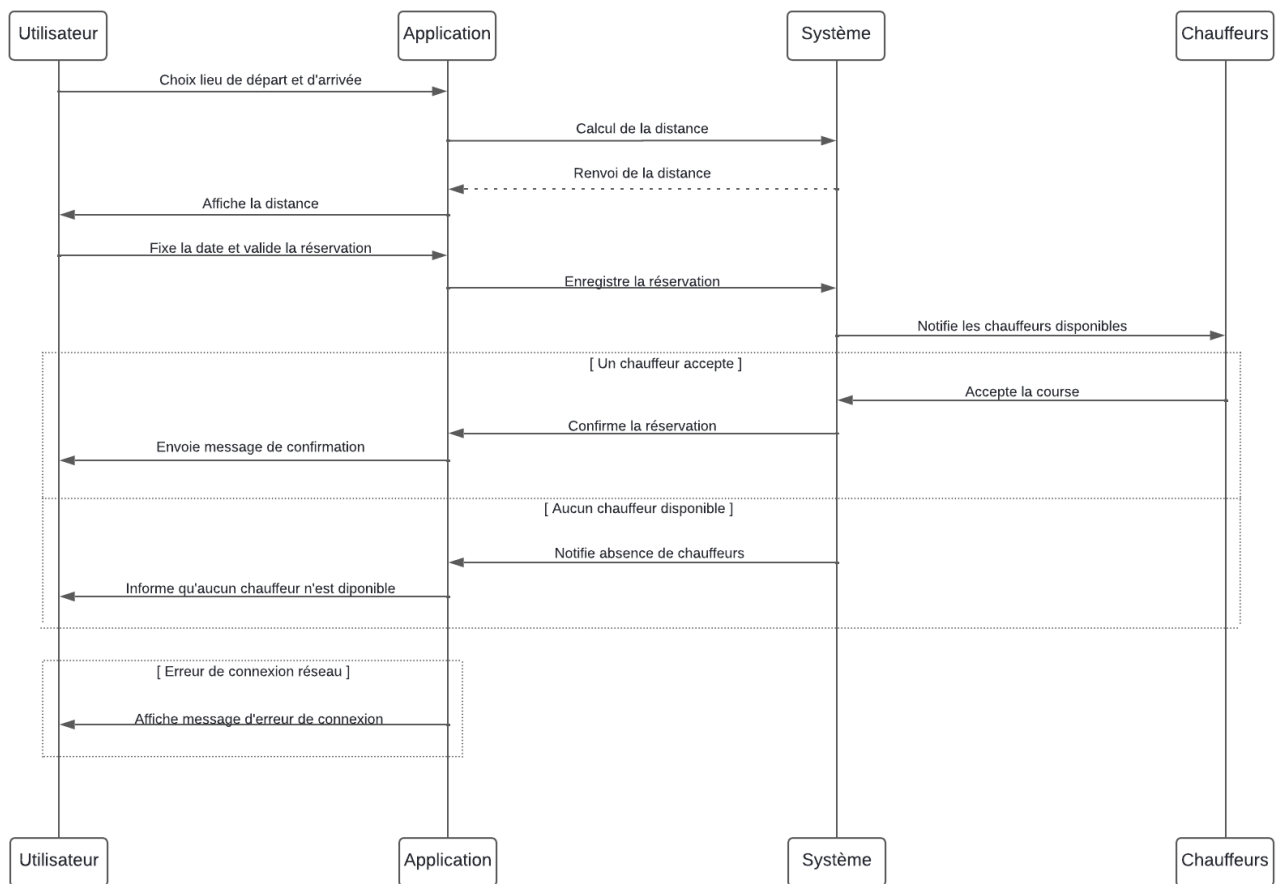 Utilisateur
Application
Système
Chauffeurs
Choix lieu de départ et d'arrivée
Calcul de la distance
Renvoi de la distance
Affiche la distance
Fixe la date et valide la réservation
Enregistre la réservation
Notifie les chauffeurs disponibles
[ Un chauffeur accepte ]
Accepte la course
Confirme la réservation
Envoie message de confirmation
[ Aucun chauffeur disponible ]
Notifie absence de chauffeurs
Informe qu'aucun chauffeur n'est diponible
[ Erreur de connexion réseau ]
Affiche message d'erreur de connexion
Utilisateur
Application
Système
Chauffeurs